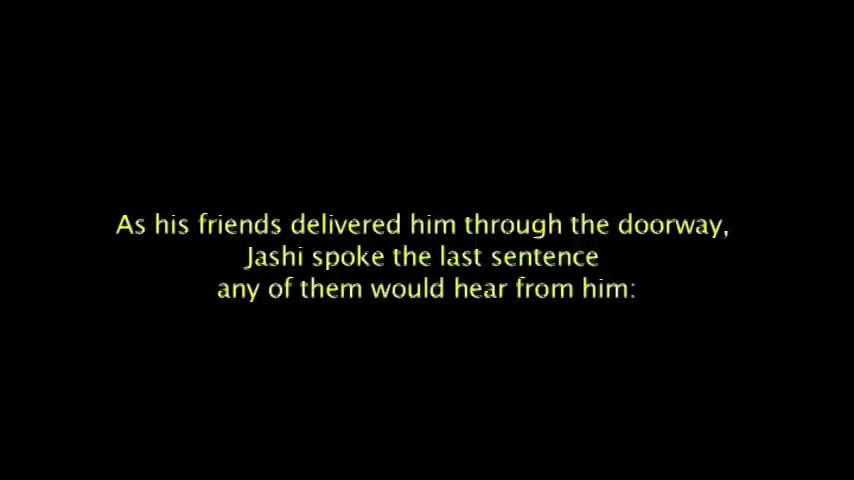 As his friends delivered him through the doorway,
Jashi spoke the last sentence
any of them would hear from him: